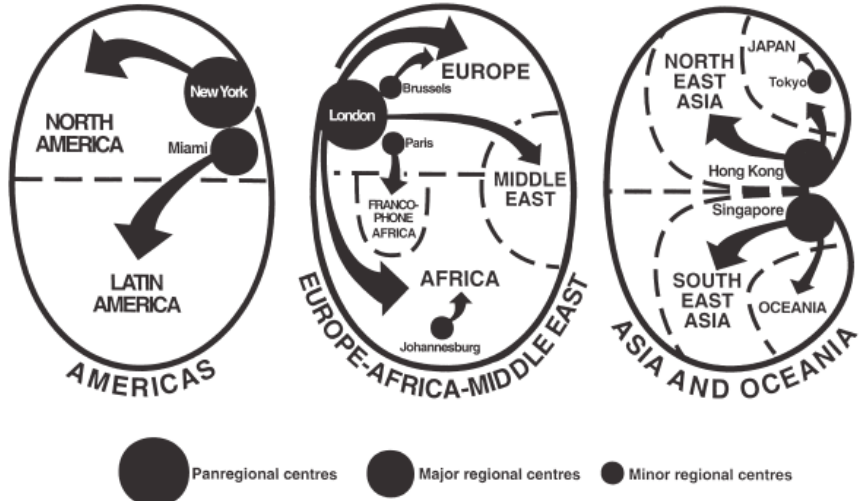 New York
NORTH
AMERICA
Miami
LATIN
AMERICA
AMERICAS
EUROPE
Brussels
London
Paris
MIDDLE
EAST
FRANCO-
PHONE
AFRICA
AFRICA
Johannesburg
EUROPE-AFRICA-MIDDLE EAST
JAPAN
NORTH
EAST
ASIA
Tokyo
Hong Kong
Singapore
SOUTH
EAST
ASIA
OCEANIA
ASIA AND OCEANIA
Panregional centres
Major regional centres
Minor regional centres